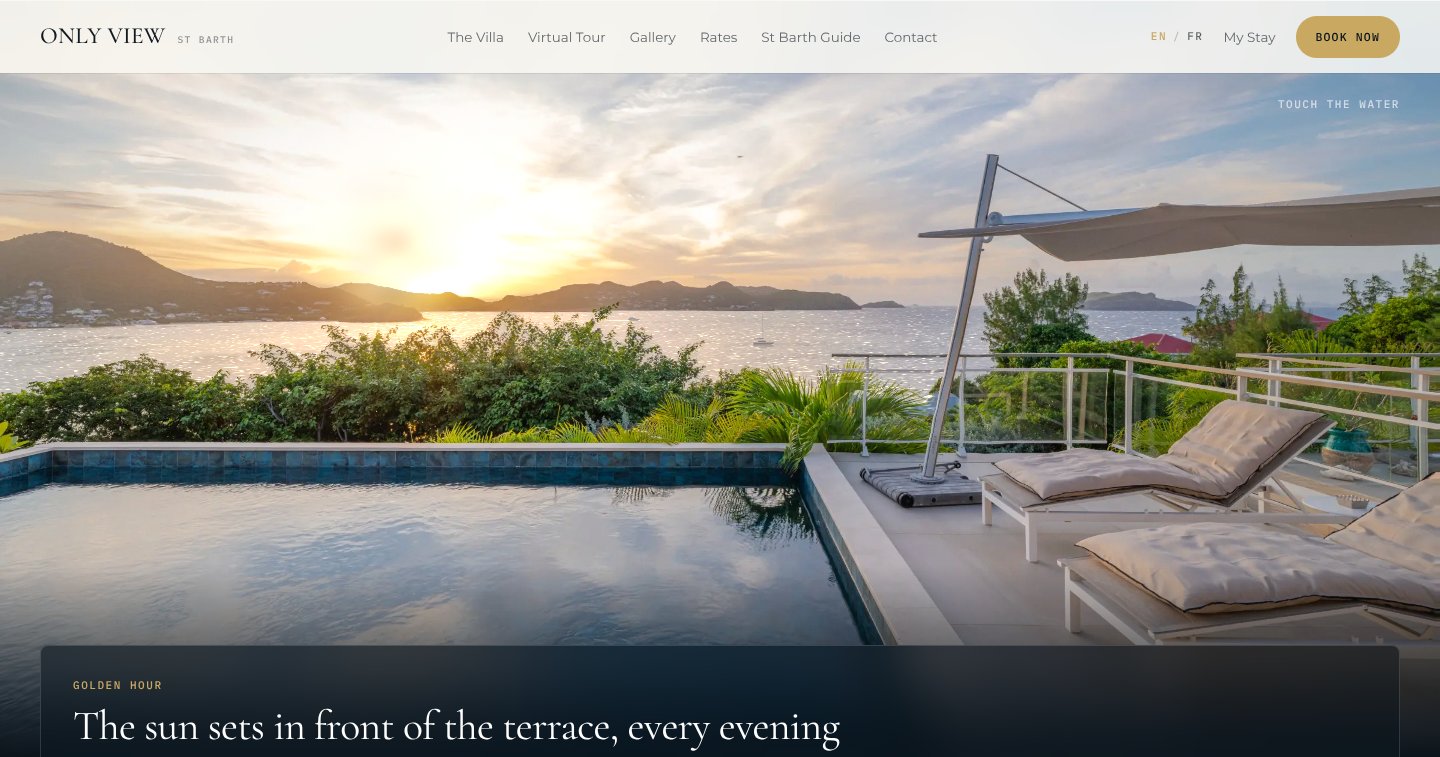 ONLY VIEW ST BARTH
The Villa Virtual Tour Gallery Rates St Barth Guide Contact
EN / FR My Stay BOOK NOW
TOUCH THE WATER
GOLDEN HOUR
The sun sets in front of the terrace, every evening